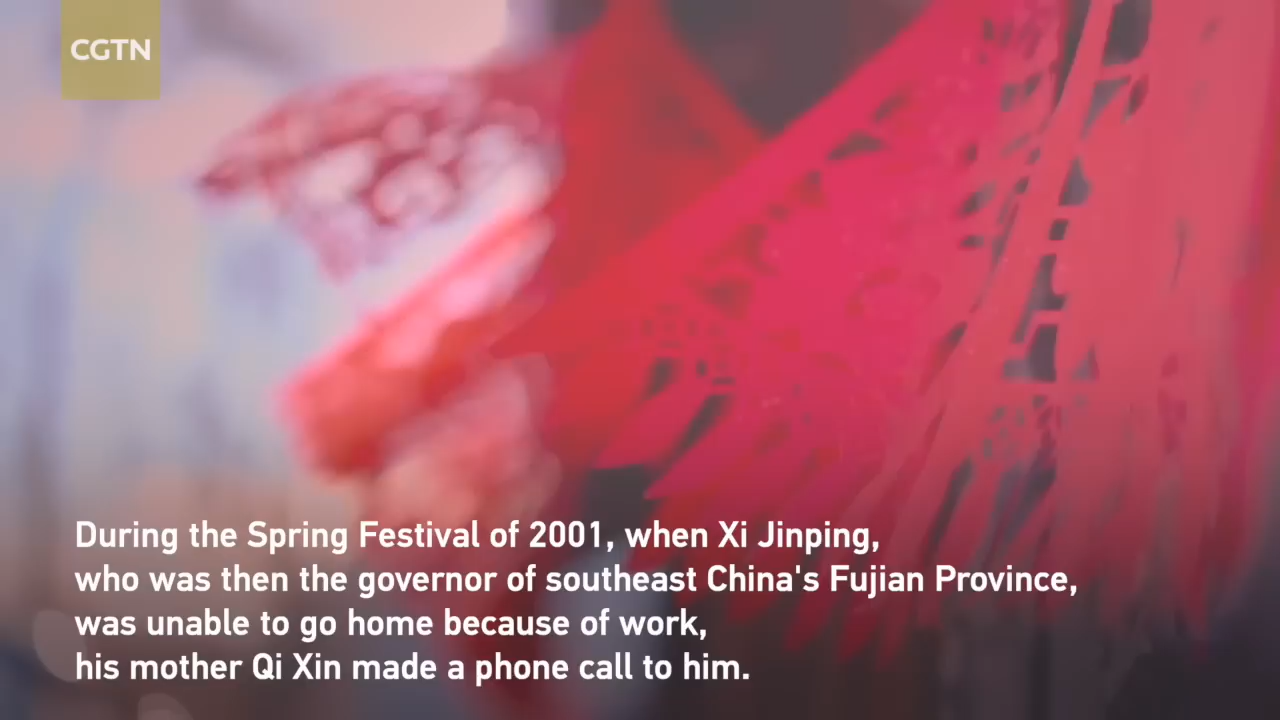 CGTN
During the Spring Festival of 2001, when Xi Jinping,
who was then the governor of southeast China's Fujian Province,
was unable to go home because of work,
his mother Qi Xin made a phone call to him.